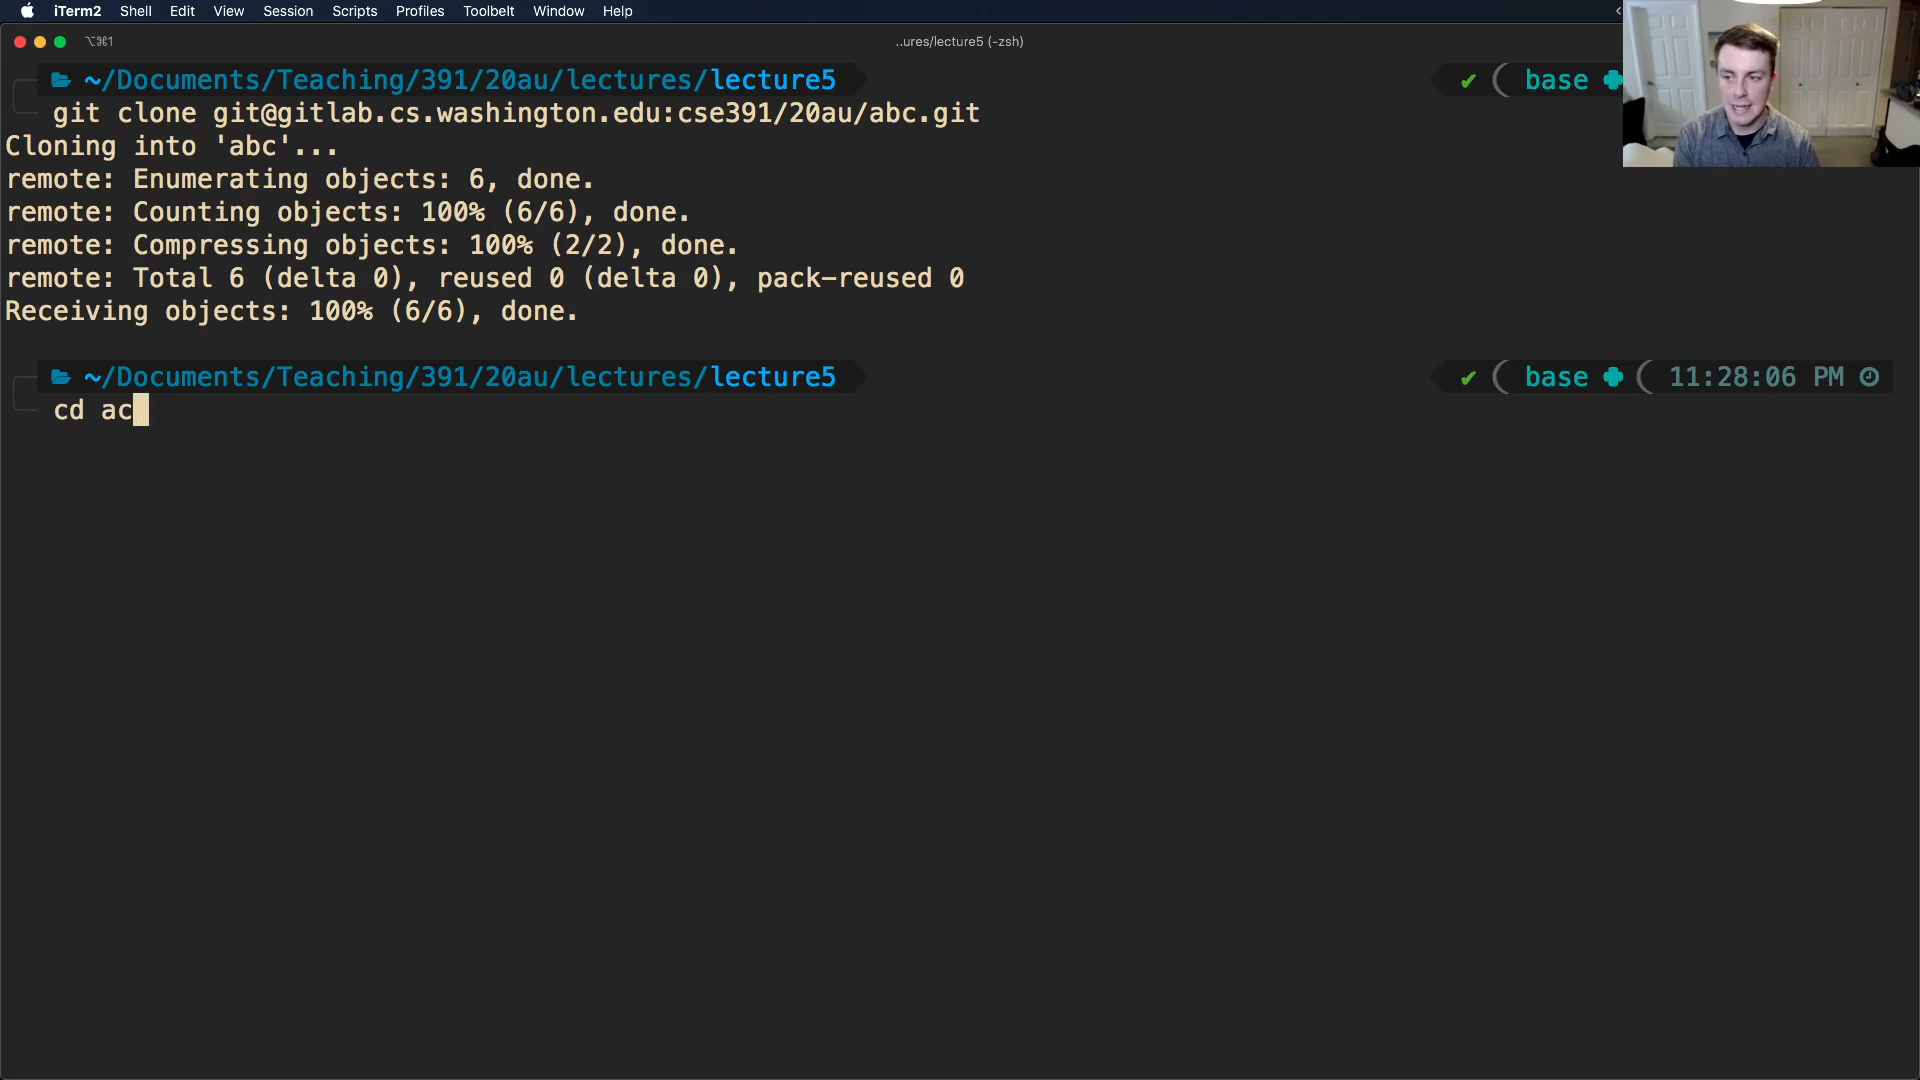 iTerm2 Shell Edit View Session Scripts Profiles Toolbelt Window Help
⌥⌘1 ..ures/lecture5 (-zsh)
~/Documents/Teaching/391/20au/lectures/lecture5 ✔ base
git clone git@gitlab.cs.washington.edu:cse391/20au/abc.git
Cloning into 'abc'...
remote: Enumerating objects: 6, done.
remote: Counting objects: 100% (6/6), done.
remote: Compressing objects: 100% (2/2), done.
remote: Total 6 (delta 0), reused 0 (delta 0), pack-reused 0
Receiving objects: 100% (6/6), done.
~/Documents/Teaching/391/20au/lectures/lecture5 ✔ base 11:28:06 PM
cd ac